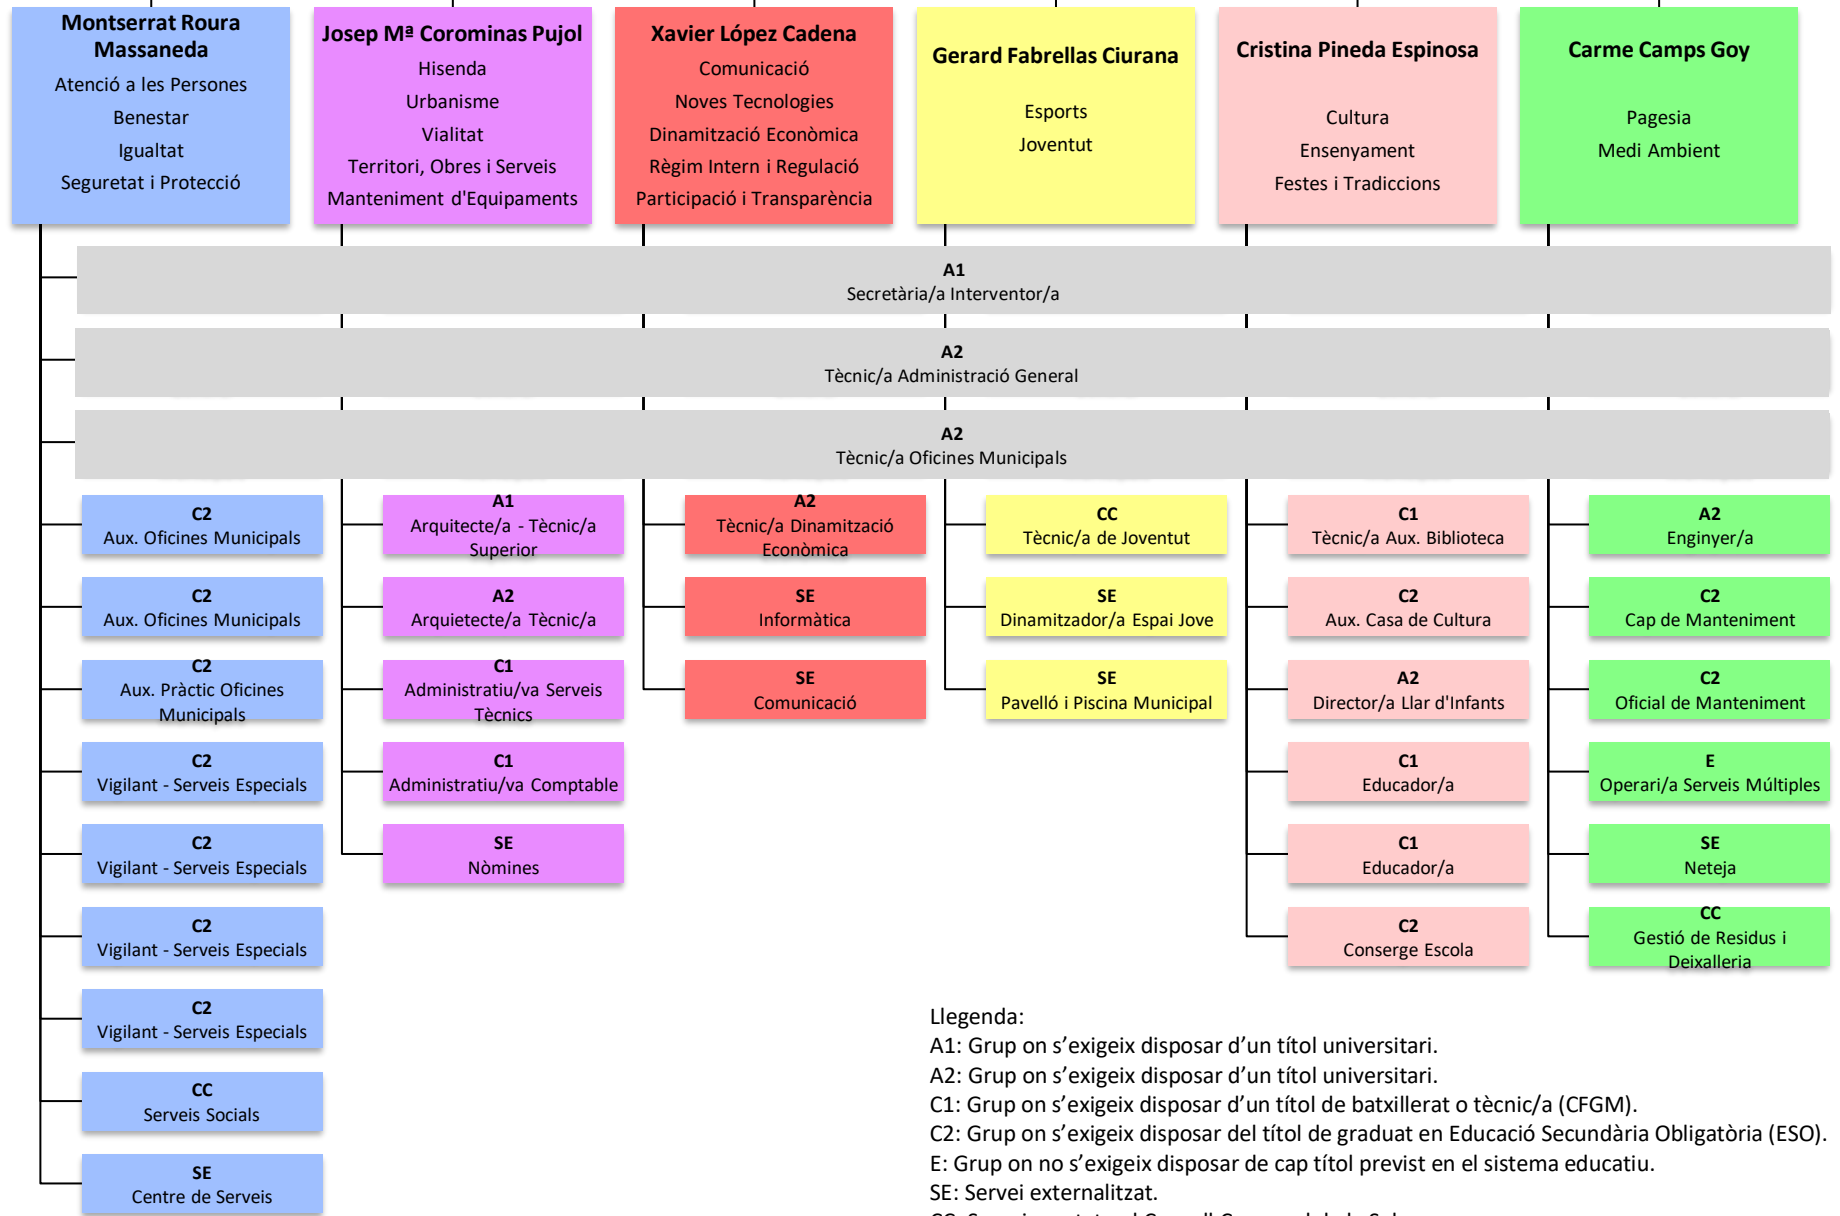 Montserrat Roura
Massaneda
Atenció a les Persones
Benestar
Igualtat
Seguretat i Protecció
Josep Mª Corominas Pujol
Hisenda
Urbanisme
Vialitat
Territori, Obres i Serveis
Manteniment d'Equipaments
Xavier López Cadena
Comunicació
Noves Tecnologies
Dinamització Econòmica
Règim Intern i Regulació
Participació i Transparència
Gerard Fabrellas Ciurana
Esports
Joventut
Cristina Pineda Espinosa
Cultura
Ensenyament
Festes i Tradiccions
Carme Camps Goy
Pagesia
Medi Ambient
A1
Secretària/a Interventor/a
A2
Tècnic/a Administració General
A2
Tècnic/a Oficines Municipals
C2
Aux. Oficines Municipals
C2
Aux. Oficines Municipals
C2
Aux. Pràctic Oficines
Municipals
C2
Vigilant - Serveis Especials
C2
Vigilant - Serveis Especials
C2
Vigilant - Serveis Especials
C2
Vigilant - Serveis Especials
CC
Serveis Socials
SE
Centre de Serveis
A1
Arquitecte/a - Tècnic/a
Superior
A2
Arquietecte/a Tècnic/a
C1
Administratiu/va Serveis
Tècnics
C1
Administratiu/va Comptable
SE
Nòmines
A2
Tècnic/a Dinamització
Econòmica
SE
Informàtica
SE
Comunicació
CC
Tècnic/a de Joventut
SE
Dinamitzador/a Espai Jove
SE
Pavelló i Piscina Municipal
C1
Tècnic/a Aux. Biblioteca
C2
Aux. Casa de Cultura
A2
Director/a Llar d'Infants
C1
Educador/a
C1
Educador/a
C2
Conserge Escola
A2
Enginyer/a
C2
Cap de Manteniment
C2
Oficial de Manteniment
E
Operari/a Serveis Múltiples
SE
Neteja
CC
Gestió de Residus i
Deixalleria
Llegenda:
A1: Grup on s’exigeix disposar d’un títol universitari.
A2: Grup on s’exigeix disposar d’un títol universitari.
C1: Grup on s’exigeix disposar d’un títol de batxillerat o tècnic/a (CFGM).
C2: Grup on s’exigeix disposar del títol de graduat en Educació Secundària Obligatòria (ESO).
E: Grup on no s’exigeix disposar de cap títol previst en el sistema educatiu.
SE: Servei externalitzat.